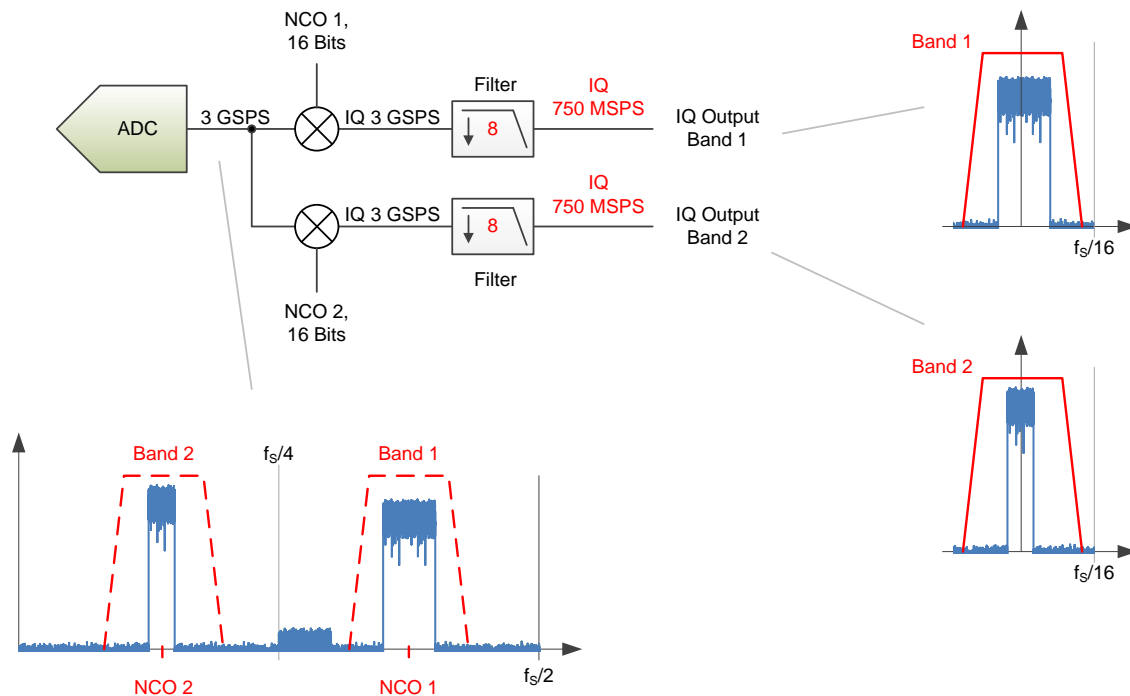 NCO 1,
16 Bits
Filter
IQ
750 MSPS
ADC
3 GSPS
IQ 3 GSPS
8
IQ Output
Band 1
IQ
750 MSPS
IQ 3 GSPS
8
IQ Output
Band 2
Filter
NCO 2,
16 Bits
Band 1
fS/16
Band 2
fS/16
Band 2
fS/4
Band 1
fS/2
NCO 2
NCO 1